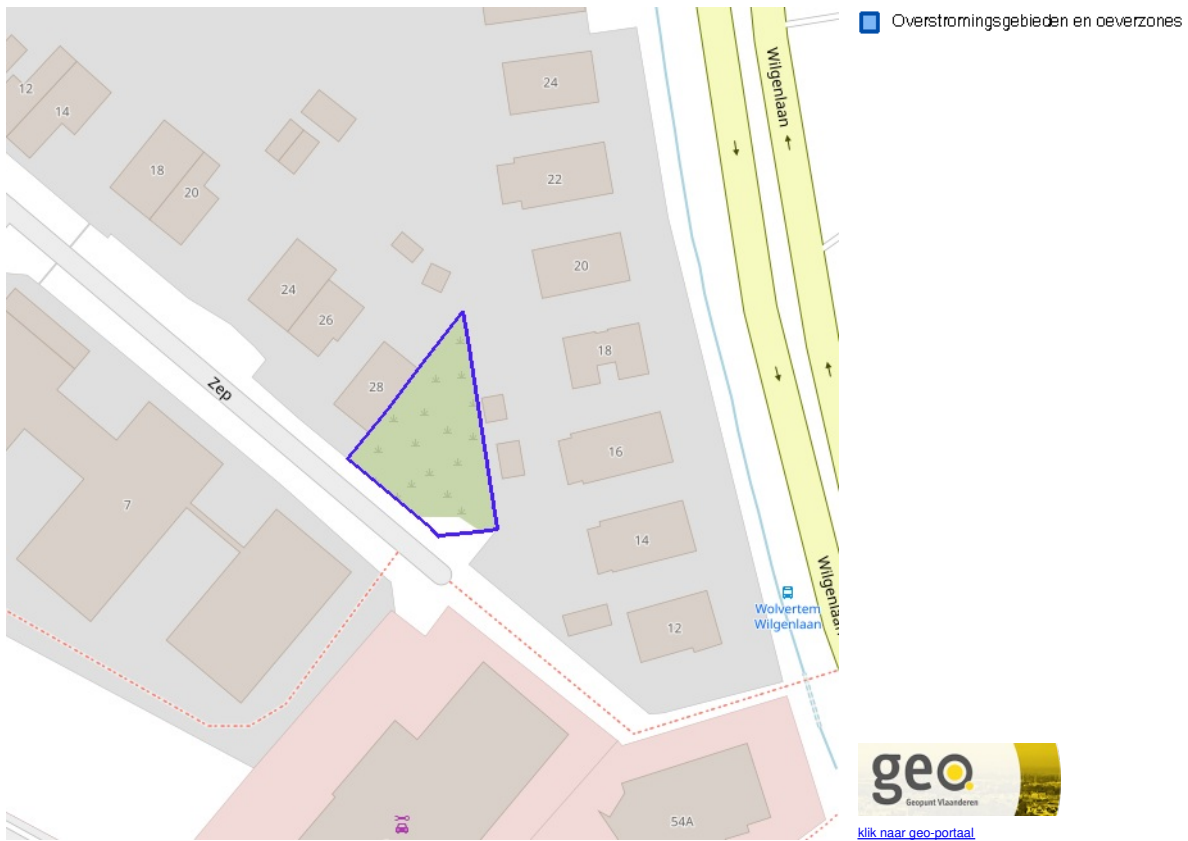 Overstromingsgebieden en oeverzones
24
Wilgenlaan
12
14
22
18
20
20
24
26
18
28
Zep
16
7
14
Wilgenlaan
Wolvertem
Wilgenlaan
12
54A
geo.
Geopunt Vlaanderen
klik naar geo-portaal